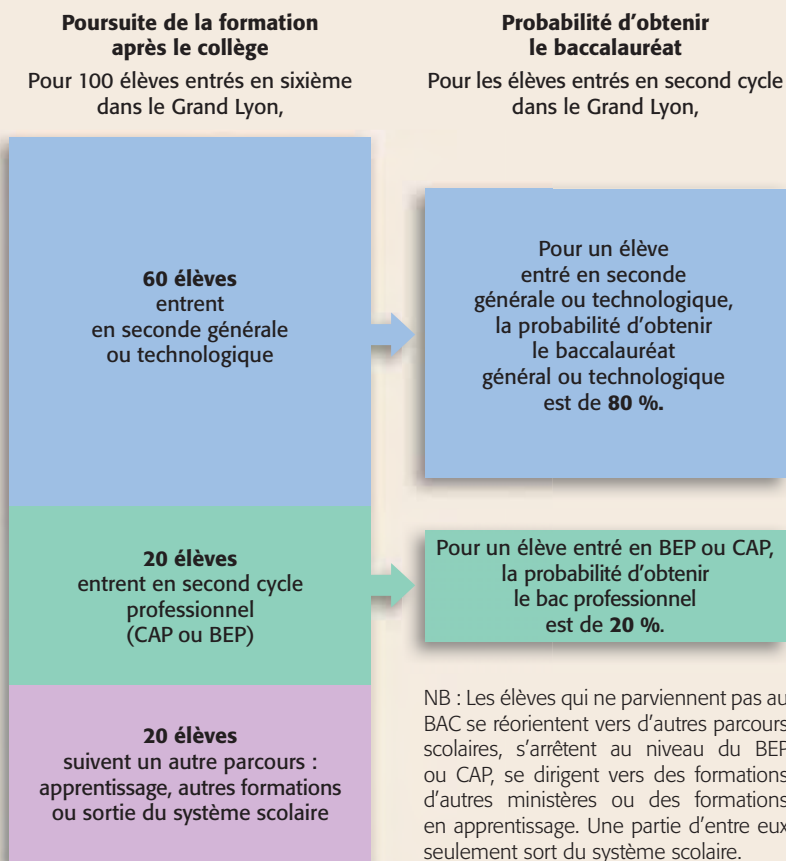 Poursuite de la formation
après le collège
Pour 100 élèves entrés en sixième
dans le Grand Lyon,
60 élèves
entrent
en seconde générale
ou technologique
20 élèves
entrent en second cycle
professionnel
(CAP ou BEP)
20 élèves
suivent un autre parcours :
apprentissage, autres formations
ou sortie du système scolaire
Probabilité d’obtenir
le baccalauréat
Pour les élèves entrés en second cycle
dans le Grand Lyon,
Pour un élève
entré en seconde
générale ou technologique,
la probabilité d’obtenir
le baccalauréat
général ou technologique
est de 80 %.
Pour un élève entré en BEP ou CAP,
la probabilité d’obtenir
le bac professionnel
est de 20 %.
NB : Les élèves qui ne parviennent pas au
BAC se réorientent vers d’autres parcours
scolaires, s’arrêtent au niveau du BEP
ou CAP, se dirigent vers des formations
d’autres ministères ou des formations
en apprentissage. Une partie d’entre eux
seulement sort du système scolaire.